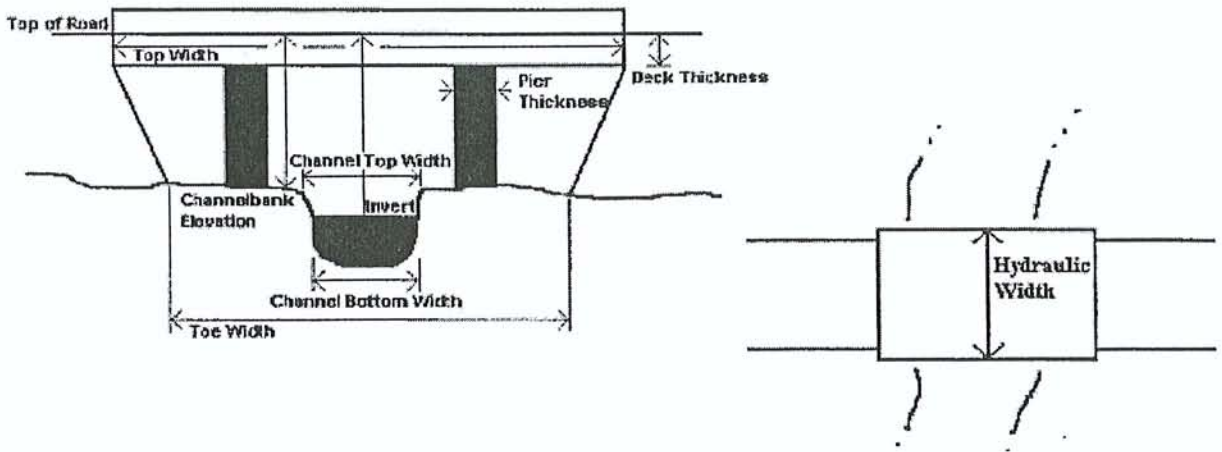 Top of Road
Top Width
Deck Thickness
Pier
Thickness
Channel Top Width
Channelbank
Elevation
Invert
Channel Bottom Width
Toe Width
Hydraulic
Width